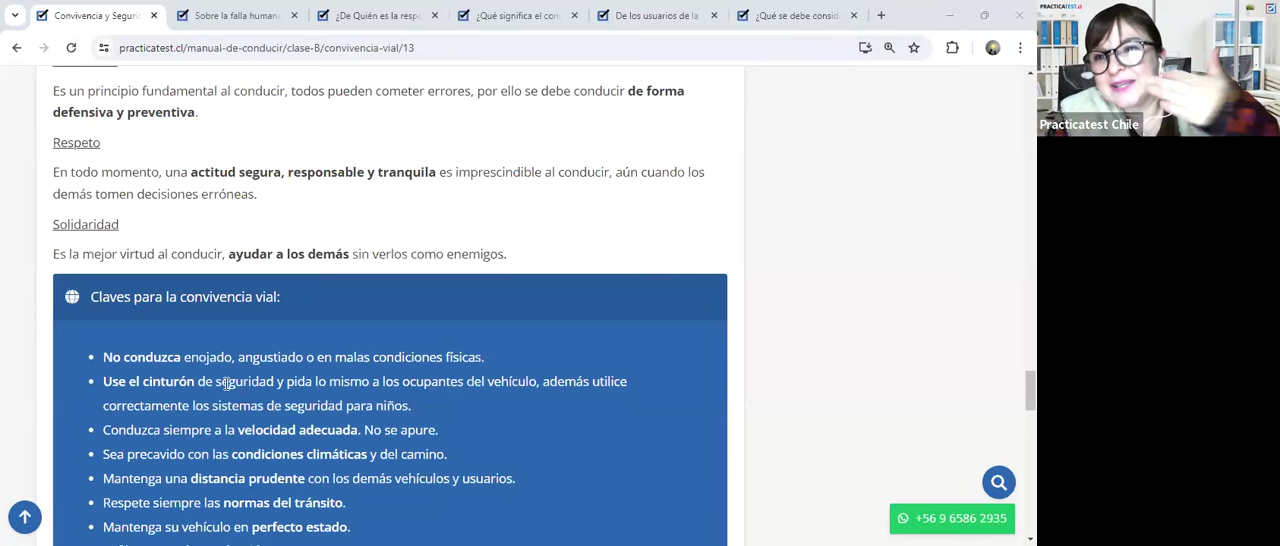 Convivencia y Seguri
Sobre la falla humana
¿De Quién es la respo
¿Qué significa el con
De los usuarios de la
¿Qué se debe consid
practicatest.cl/manual-de-conducir/clase-B/convivencia-vial/13
PRACTICATEST.cl
Practicatest Chile
Es un principio fundamental al conducir, todos pueden cometer errores, por ello se debe conducir de forma
defensiva y preventiva.
Respeto
En todo momento, una actitud segura, responsable y tranquila es imprescindible al conducir, aún cuando los
demás tomen decisiones erróneas.
Solidaridad
Es la mejor virtud al conducir, ayudar a los demás sin verlos como enemigos.
Claves para la convivencia vial:
No conduzca enojado, angustiado o en malas condiciones físicas.
Use el cinturón de seguridad y pida lo mismo a los ocupantes del vehículo, además utilice
correctamente los sistemas de seguridad para niños.
Conduzca siempre a la velocidad adecuada. No se apure.
Sea precavido con las condiciones climáticas y del camino.
Mantenga una distancia prudente con los demás vehículos y usuarios.
Respete siempre las normas del tránsito.
Mantenga su vehículo en perfecto estado.
+56 9 6586 2935